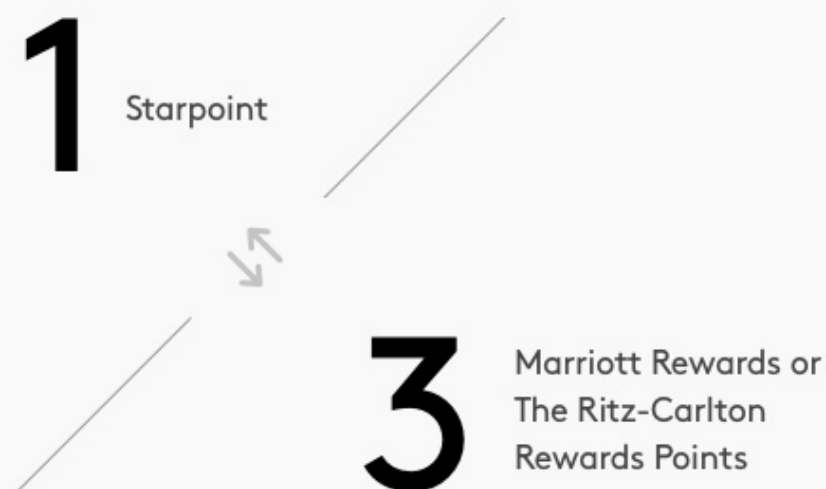 1
Starpoint
3
Marriott Rewards or
The Ritz-Carlton
Rewards Points